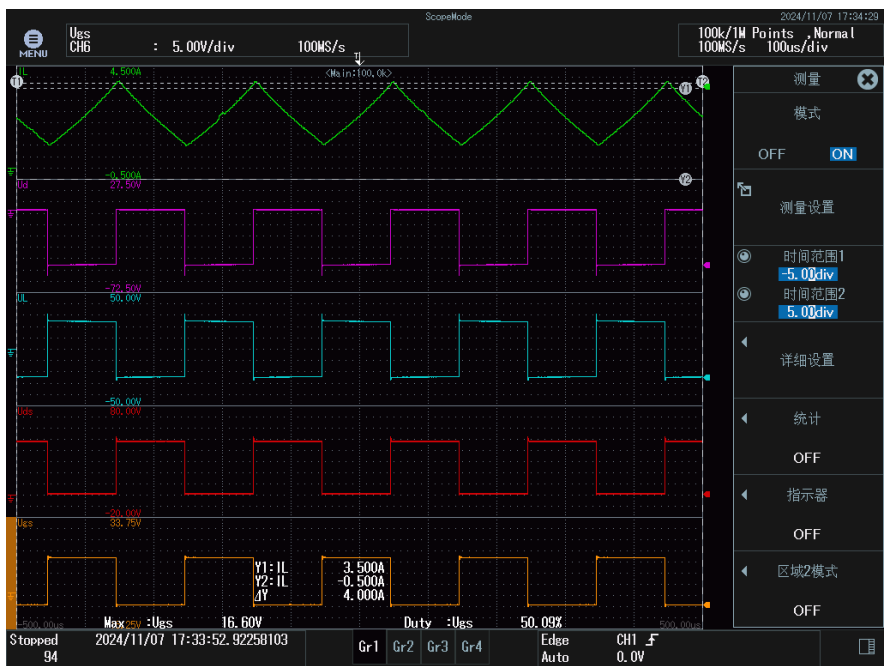 ScopeMode
2024/11/07 17:34:29
MENU
Ugs
CH6 : 5.00V/div 100MS/s
100k/1M Points ,Normal
100MS/s 100us/div
IL 4.500A <Main:100.0k>
T1
T2
Y1
-0.500A
Y2
Ud 27.50V
-72.50V
UL 50.00V
-50.00V
Uds 80.00V
-20.00V
Ugs 33.75V
Y1:IL 3.500A
Y2:IL -0.500A
ΔY 4.000A
-500.00us
500.00us
Max :Ugs 16.60V Duty :Ugs 50.09%
Stopped 2024/11/07 17:33:52.92258103
94
Gr1 Gr2 Gr3 Gr4
Edge CH1
Auto 0.0V
测量
模式
OFF ON
测量设置
时间范围1
-5.00div
时间范围2
5.00div
详细设置
统计
OFF
指示器
OFF
区域2模式
OFF